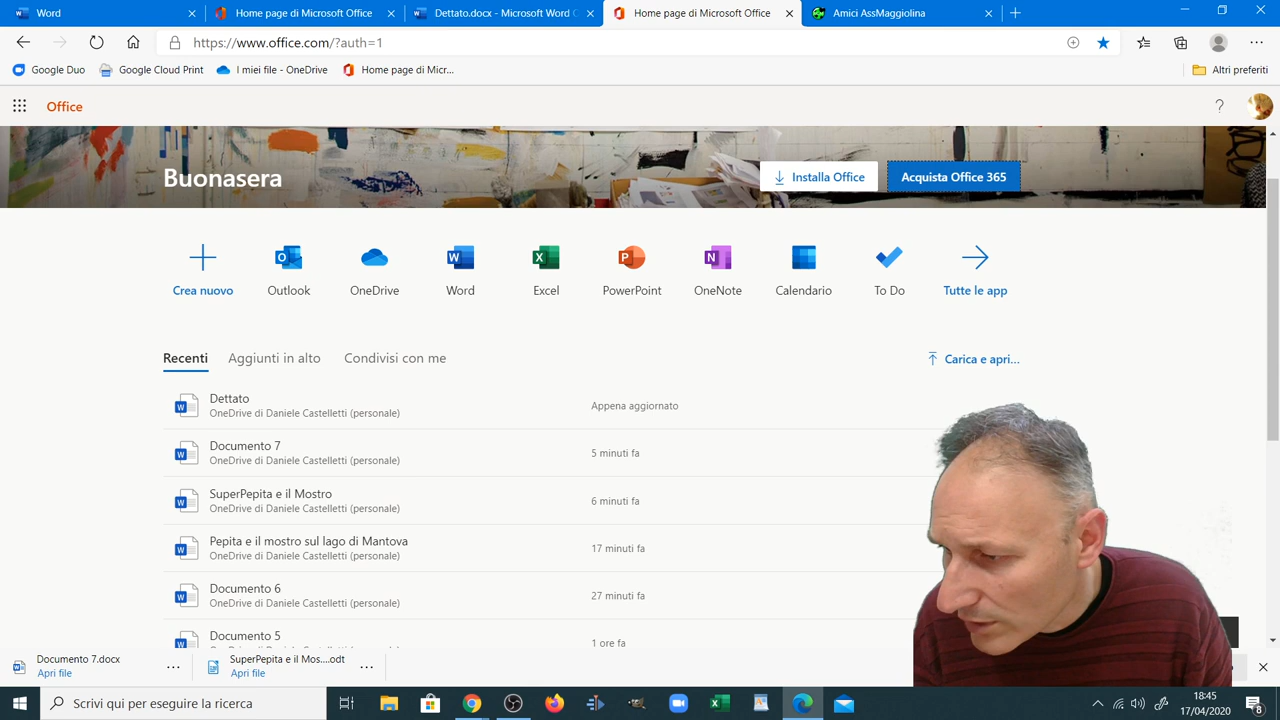 Word
Home page di Microsoft Office
Dettato.docx - Microsoft Word O
Home page di Microsoft Office
Amici AssMaggiolina
https://www.office.com/?auth=1
Google Duo
Google Cloud Print
I miei file - OneDrive
Home page di Micr...
Altri preferiti
Office
?
Buonasera
Installa Office
Acquista Office 365
Crea nuovo
Outlook
OneDrive
Word
Excel
PowerPoint
OneNote
Calendario
To Do
Tutte le app
Recenti
Aggiunti in alto
Condivisi con me
Carica e apri...
Dettato
OneDrive di Daniele Castelletti (personale)
Appena aggiornato
Documento 7
OneDrive di Daniele Castelletti (personale)
5 minuti fa
SuperPepita e il Mostro
OneDrive di Daniele Castelletti (personale)
6 minuti fa
Pepita e il mostro sul lago di Mantova
OneDrive di Daniele Castelletti (personale)
17 minuti fa
Documento 6
OneDrive di Daniele Castelletti (personale)
27 minuti fa
Documento 5
1 ore fa
Documento 7.docx
Apri file
SuperPepita e il Mos....odt
Apri file
Scrivi qui per eseguire la ricerca
18:45
17/04/2020
8